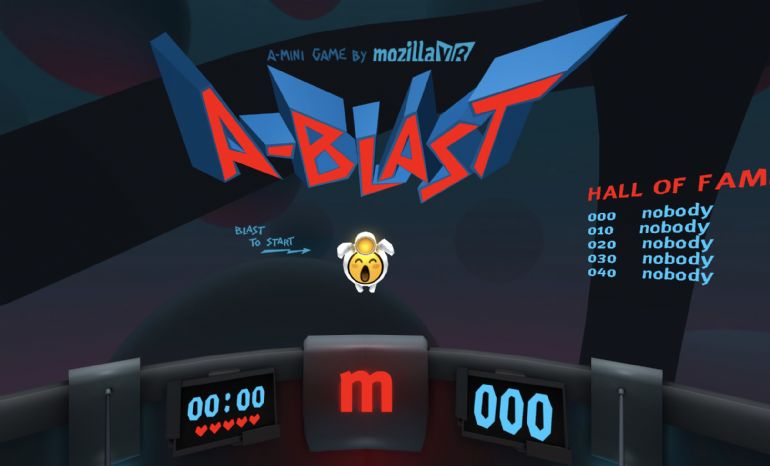 A-MINI GAME BY mozillaVR
A-BLAST
HALL OF FAM
000 nobody
010 nobody
020 nobody
030 nobody
040 nobody
BLAST
TO START
00:00
m
000